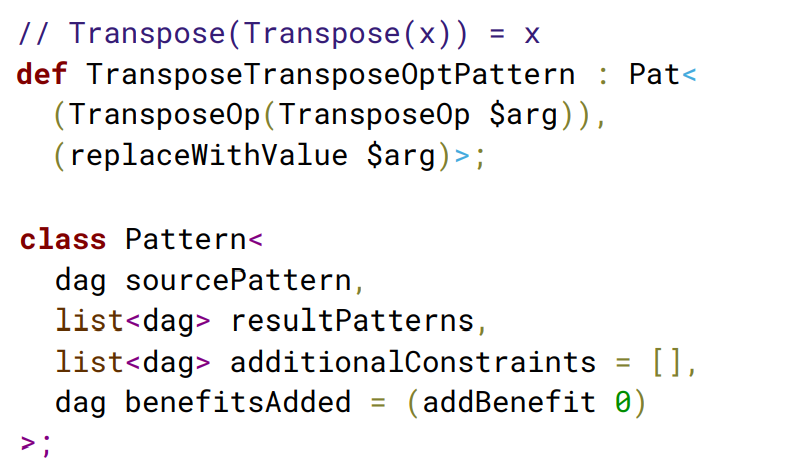 // Transpose(Transpose(x)) = x
def TransposeTransposeOptPattern : Pat<
  (TransposeOp(TransposeOp $arg)),
  (replaceWithValue $arg)>;

class Pattern<
  dag sourcePattern,
  list<dag> resultPatterns,
  list<dag> additionalConstraints = [],
  dag benefitsAdded = (addBenefit 0)
>;